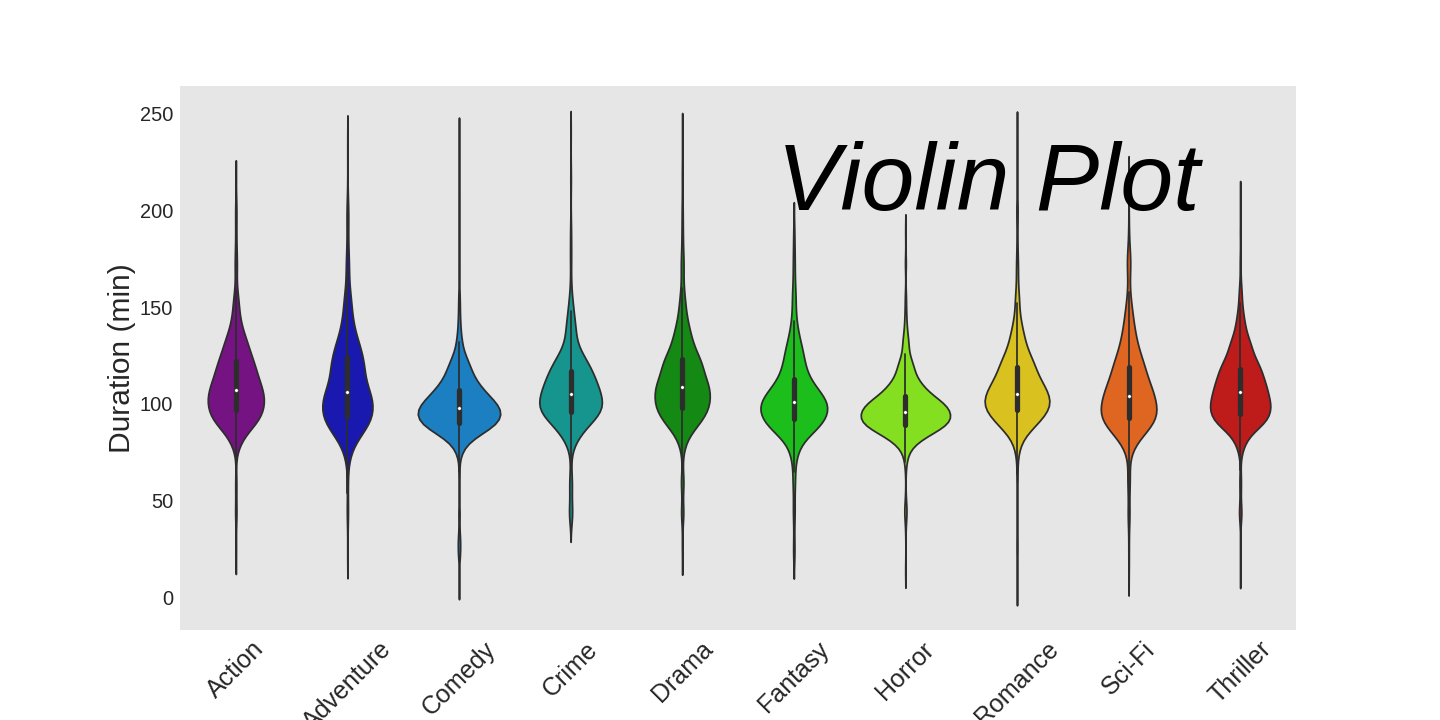 Violin Plot
Duration (min)
250
200
150
100
50
0
Action
Adventure
Comedy
Crime
Drama
Fantasy
Horror
Romance
Sci-Fi
Thriller